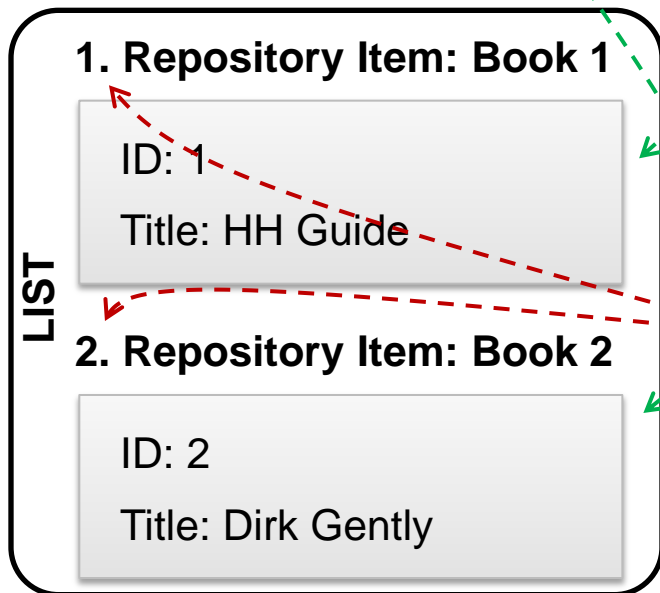 1. Repository Item: Book 1
ID: 1
Title: HH Guide
LIST
2. Repository Item: Book 2
ID: 2
Title: Dirk Gently